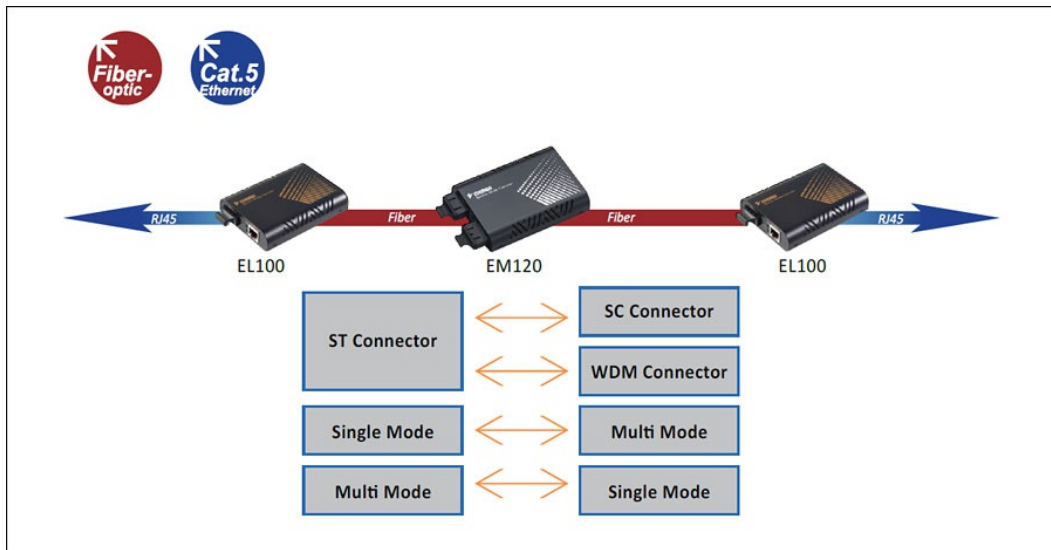 Fiber-
optic
Cat.5
Ethernet
RJ45
Fiber
Fiber
RJ45
EL100
EM120
EL100
ST Connector
SC Connector
WDM Connector
Single Mode
Multi Mode
Multi Mode
Single Mode